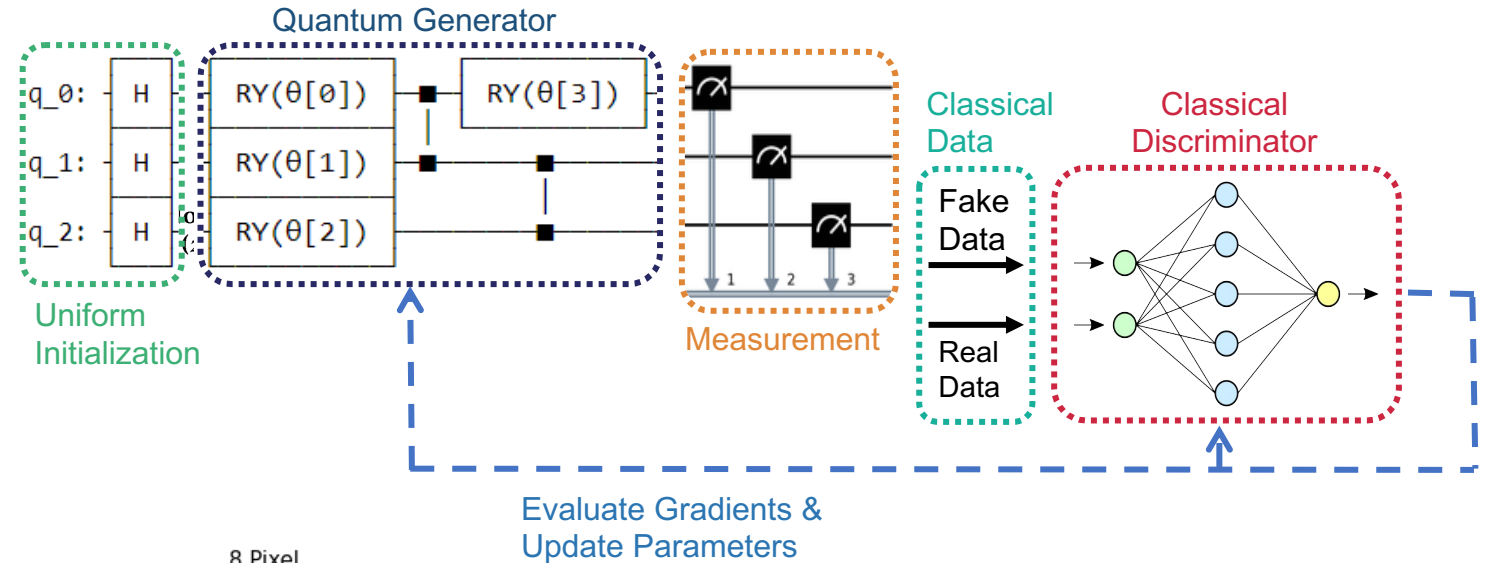 Quantum Generator
q_0: H RY(θ[0]) RY(θ[3])
q_1: H RY(θ[1])
q_2: H RY(θ[2])
1 2 3
Uniform
Initialization
Measurement
Classical
Data
Fake
Data
Real
Data
Classical
Discriminator
Evaluate Gradients &
Update Parameters
8 Pixel